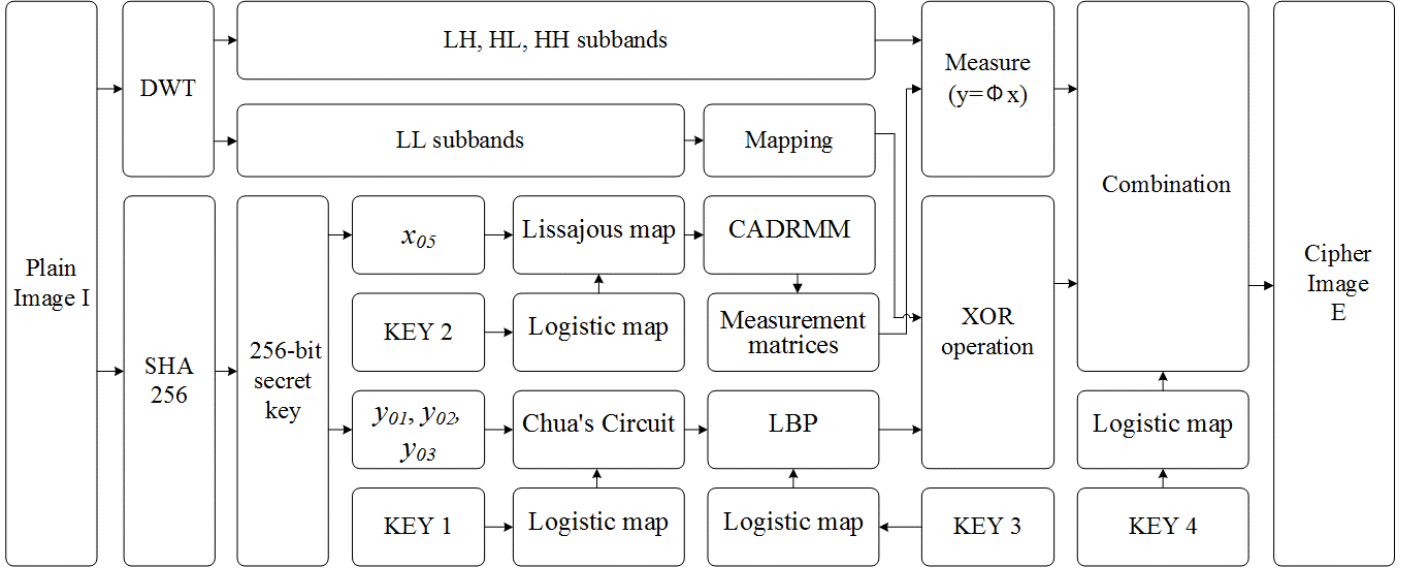 LH, HL, HH subbands
DWT
Measure
(y=Φx)
LL subbands
Mapping
Combination
Plain
Image I
SHA
256
256-bit
secret
key
x05
Lissajous map
CADRMM
KEY 2
Logistic map
Measurement
matrices
XOR
operation
Cipher
Image
E
y01, y02,
y03
Chua's Circuit
LBP
Logistic map
KEY 1
Logistic map
Logistic map
KEY 3
KEY 4